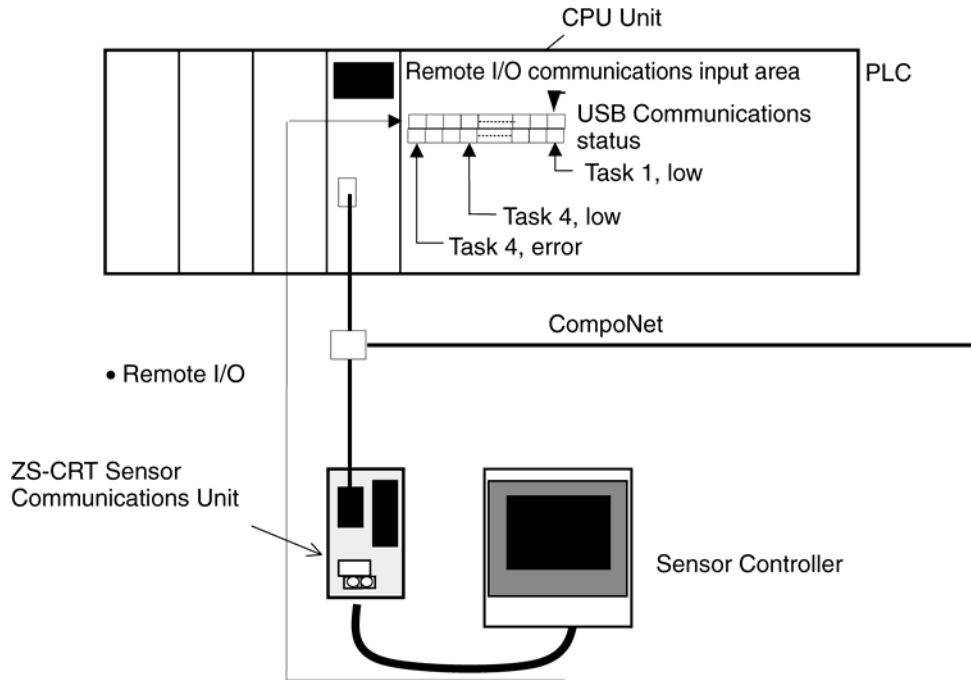 CPU Unit
Remote I/O communications input area
PLC
USB Communications
status
Task 1, low
Task 4, low
Task 4, error
CompoNet
• Remote I/O
ZS-CRT Sensor
Communications Unit
Sensor Controller